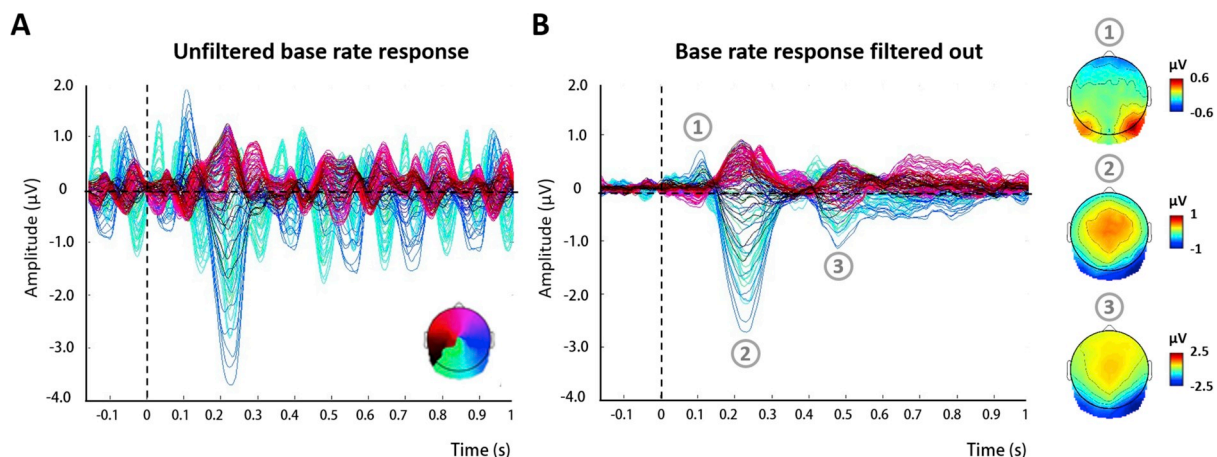 A
Unfiltered base rate response
Amplitude (µV)
2.0
1.0
0
-1.0
-2.0
-3.0
-4.0
-0.1 0 0.1 0.2 0.3 0.4 0.5 0.6 0.7 0.8 0.9 1
Time (s)
B
Base rate response filtered out
Amplitude (µV)
2.0
1.0
0
-1.0
-2.0
-3.0
-4.0
1
2
3
-0.1 0 0.1 0.2 0.3 0.4 0.5 0.6 0.7 0.8 0.9 1
Time (s)
1
µV
0.6
-0.6
2
µV
1
-1
3
µV
2.5
-2.5